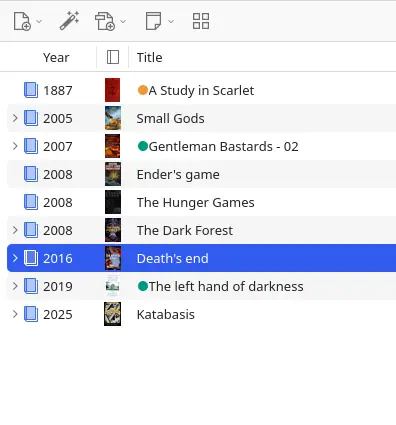 Year Title
1887 A Study in Scarlet
2005 Small Gods
2007 Gentleman Bastards - 02
2008 Ender's game
2008 The Hunger Games
2008 The Dark Forest
2016 Death's end
2019 The left hand of darkness
2025 Katabasis